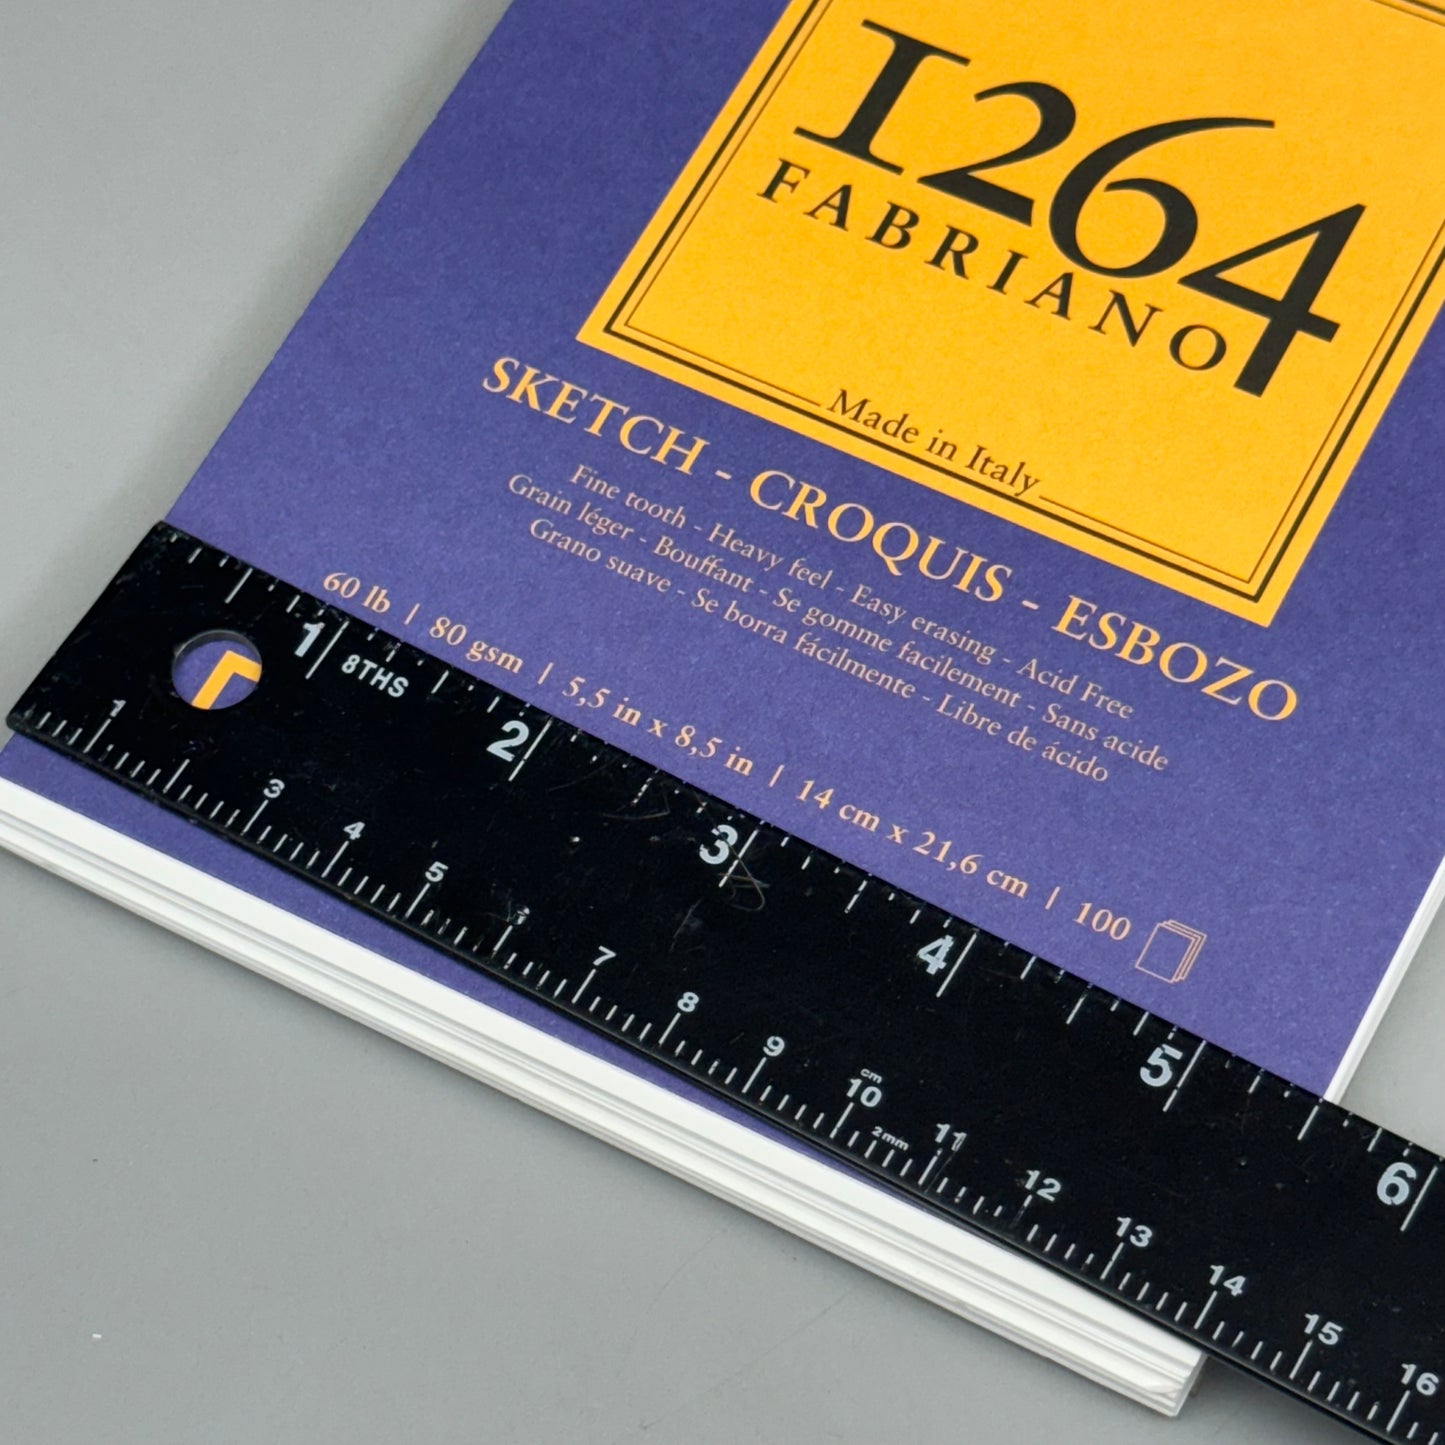 1264
FABRIANO
Made in Italy
SKETCH - CROQUIS - ESBOZO
Fine tooth - Heavy feel - Easy erasing - Acid Free
Grain léger - Bouffant - Se gomme facilement - Sans acide
Grano suave - Se borra fácilmente - Libre de ácido
60 lb | 80 gsm | 5,5 in x 8,5 in | 14 cm x 21,6 cm | 100
1 2 3 4 5 6
8THS
1 3 4 5 6 7 8 9 10 11 12 13 14 15 16
cm
2mm